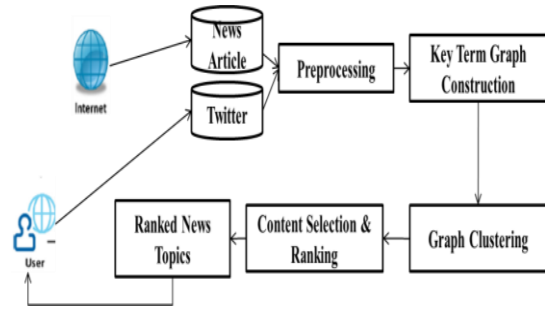 News
Article
Internet
Twitter
Preprocessing
Key Term Graph
Construction
User
Ranked News
Topics
Content Selection &
Ranking
Graph Clustering